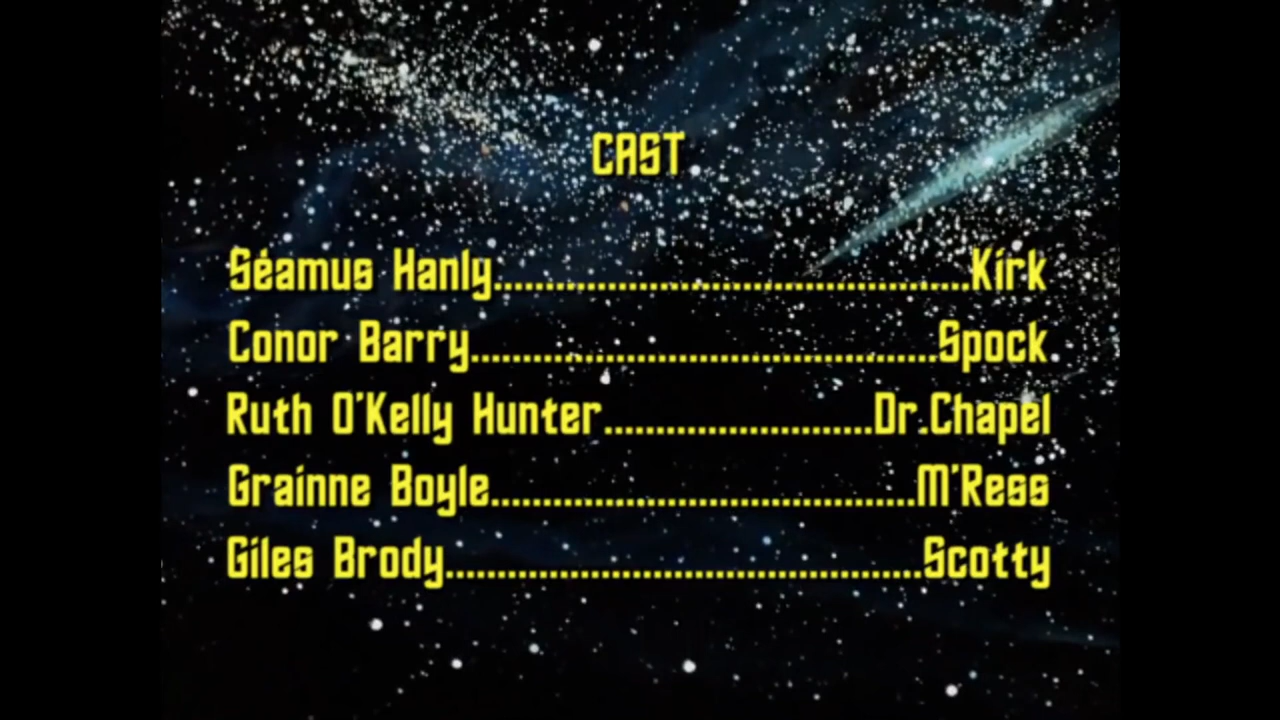 CAST
Séamus Hanly..........................................Kirk
Conor Barry..........................................Spock
Ruth O'Kelly Hunter........................Dr.Chapel
Grainne Boyle......................................M'Ress
Giles Brody...........................................Scotty